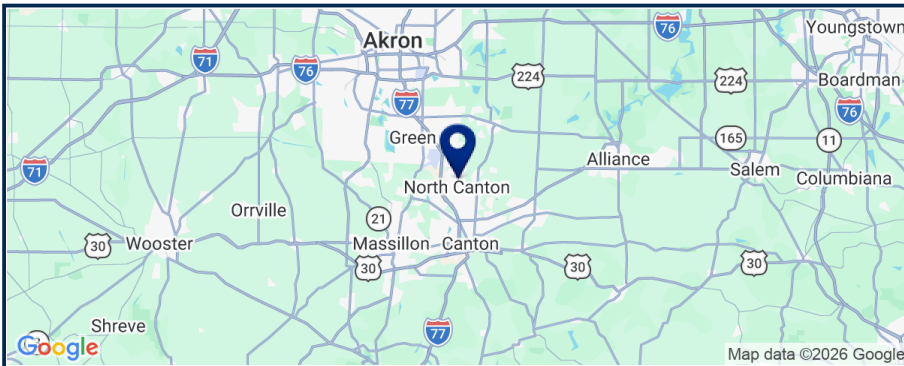 Akron
76
Youngstown
71
76
224
224
Boardman
77
76
Green
165
11
Alliance
71
Salem
North Canton
Columbiana
Orrville
21
30
Wooster
Massillon
Canton
30
30
30
Shreve
77
Google
Map data ©2026 Google